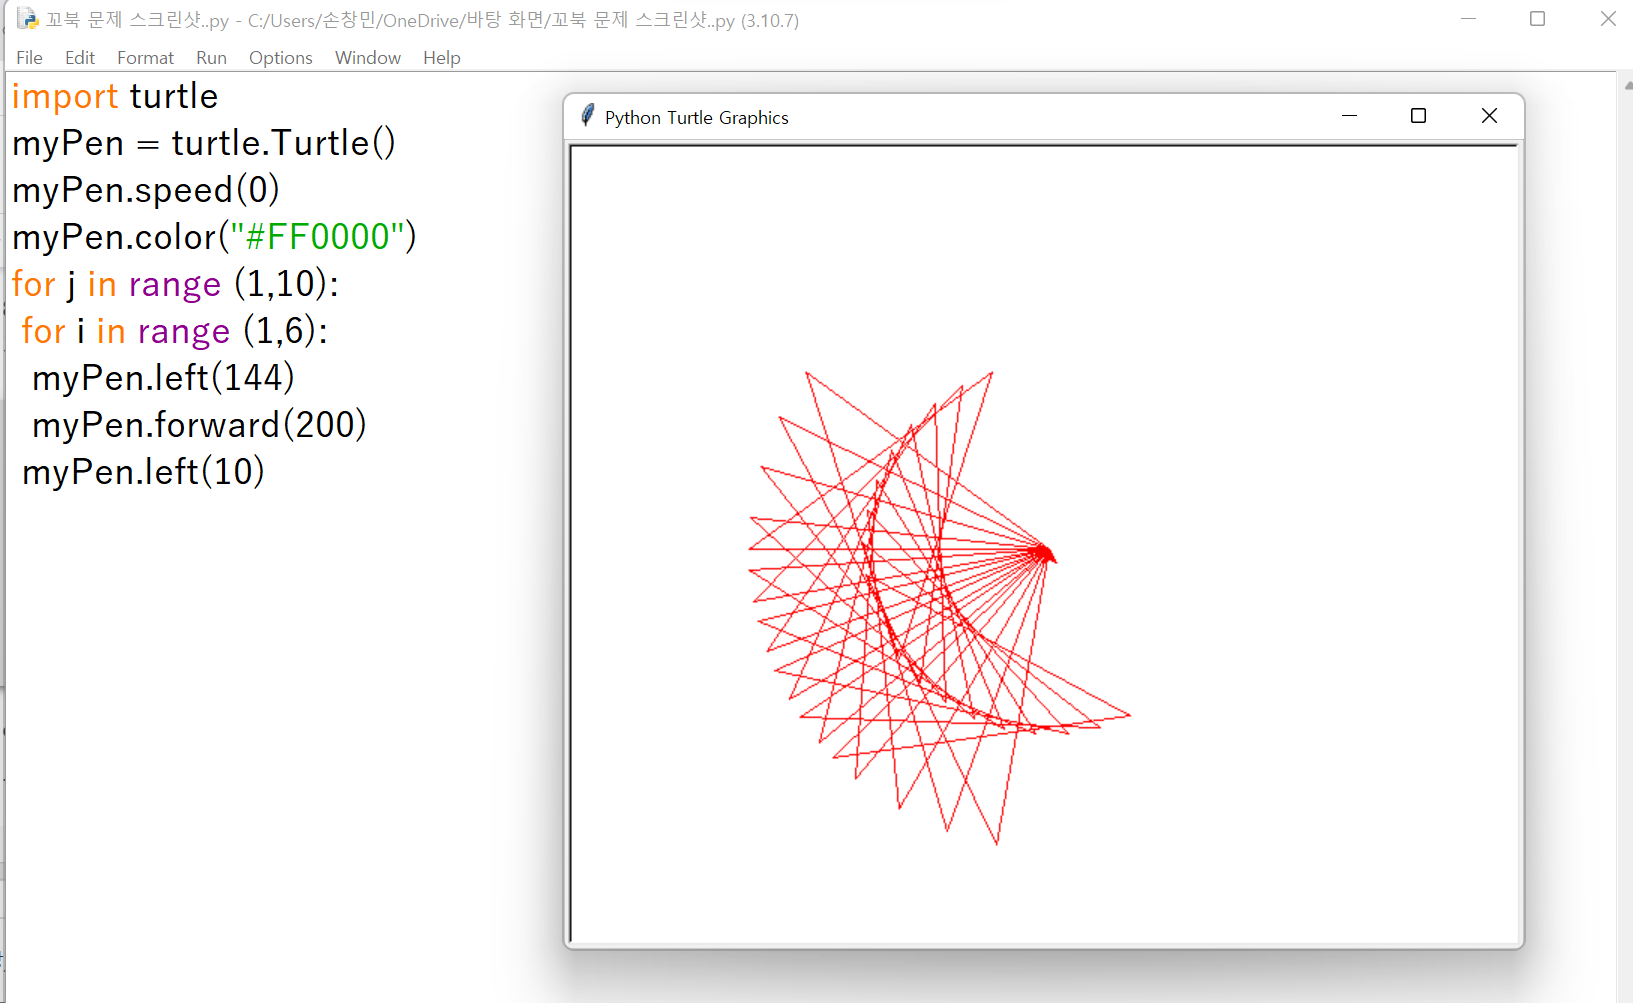 꼬북 문제 스크린샷..py - C:/Users/손창민/OneDrive/바탕 화면/꼬북 문제 스크린샷..py (3.10.7)
File Edit Format Run Options Window Help
import turtle
myPen = turtle.Turtle()
myPen.speed(0)
myPen.color("#FF0000")
for j in range (1,10):
 for i in range (1,6):
  myPen.left(144)
  myPen.forward(200)
 myPen.left(10)
Python Turtle Graphics